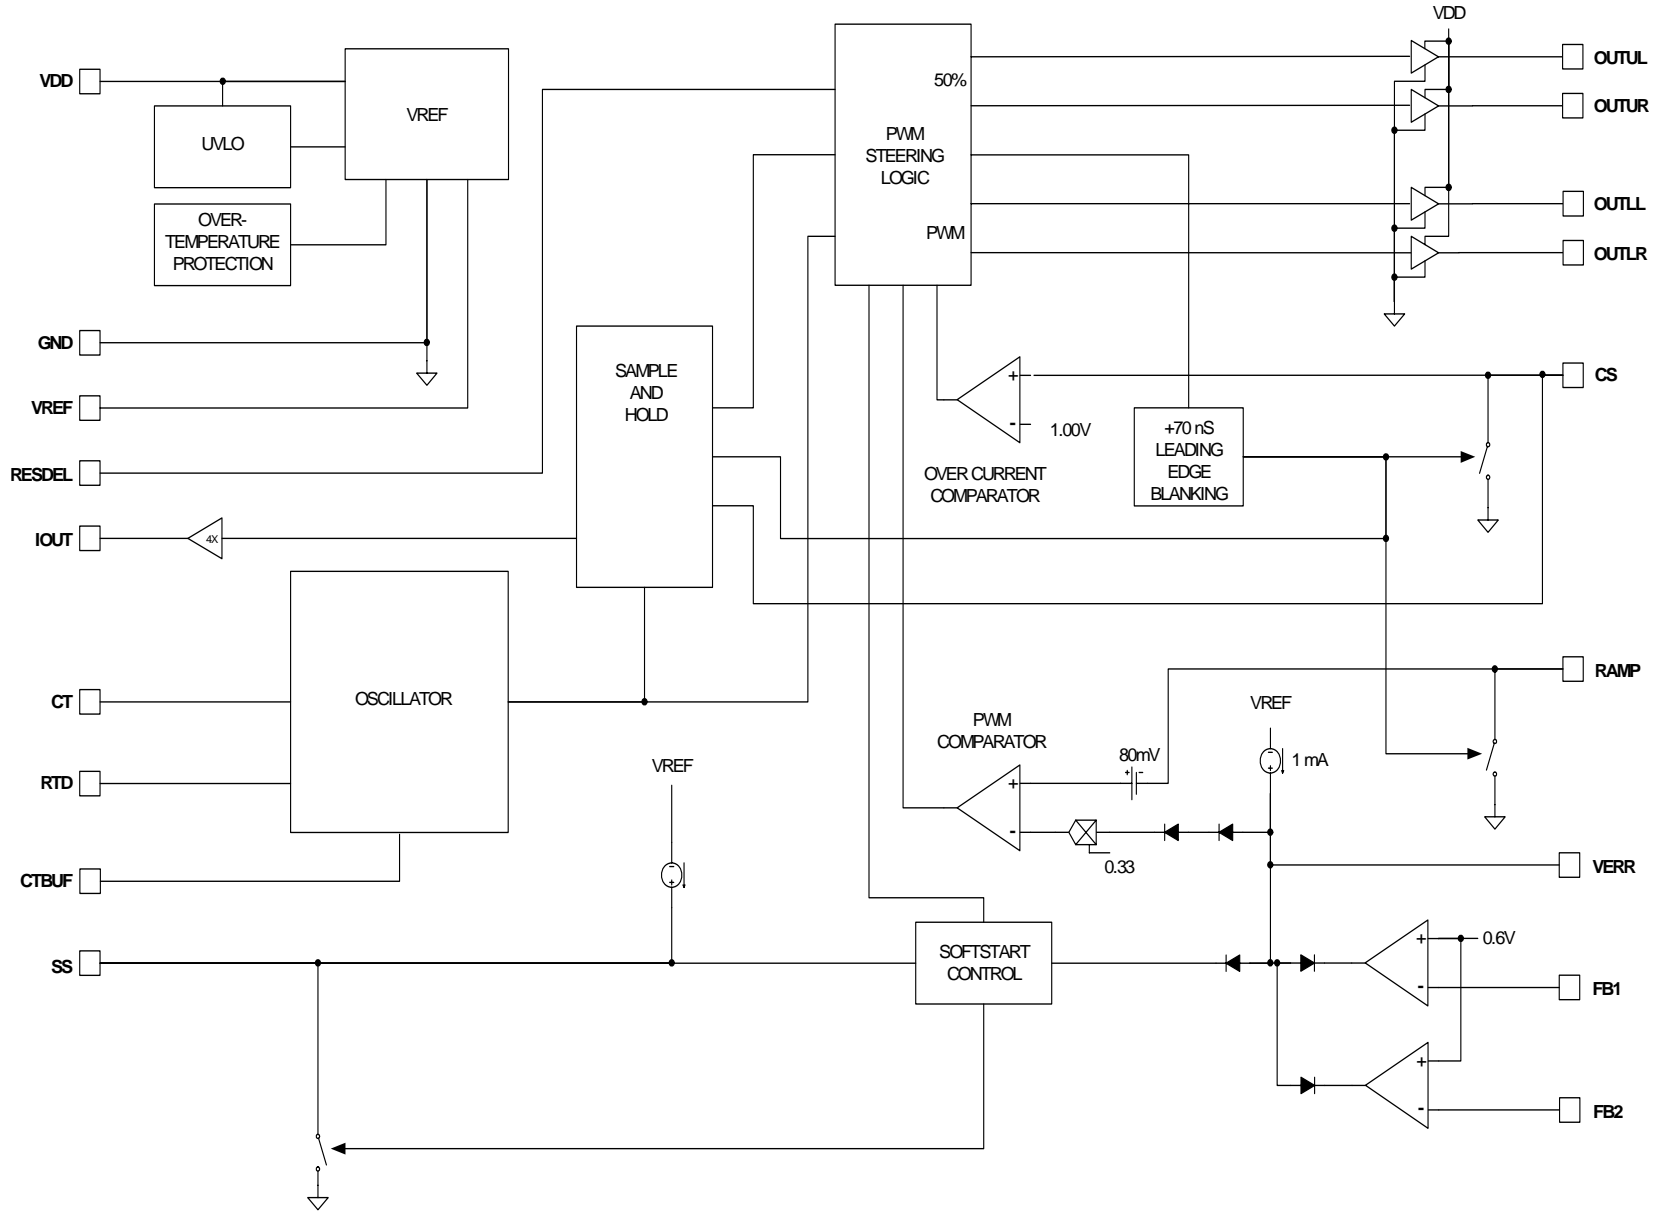 VDD
VDD
VREF
UVLO
OVER-
TEMPERATURE
PROTECTION
GND
VREF
RESDEL
IOUT
4X
SAMPLE
AND
HOLD
OSCILLATOR
CT
RTD
CTBUF
SS
VREF
50%
PWM
STEERING
LOGIC
PWM
OUTUL
OUTUR
OUTLL
OUTLR
+
-
1.00V
OVER CURRENT
COMPARATOR
+70 nS
LEADING
EDGE
BLANKING
CS
RAMP
PWM
COMPARATOR
+
-
80mV
+
-
0.33
VREF
1 mA
VERR
SOFTSTART
CONTROL
+
-
0.6V
FB1
+
-
FB2